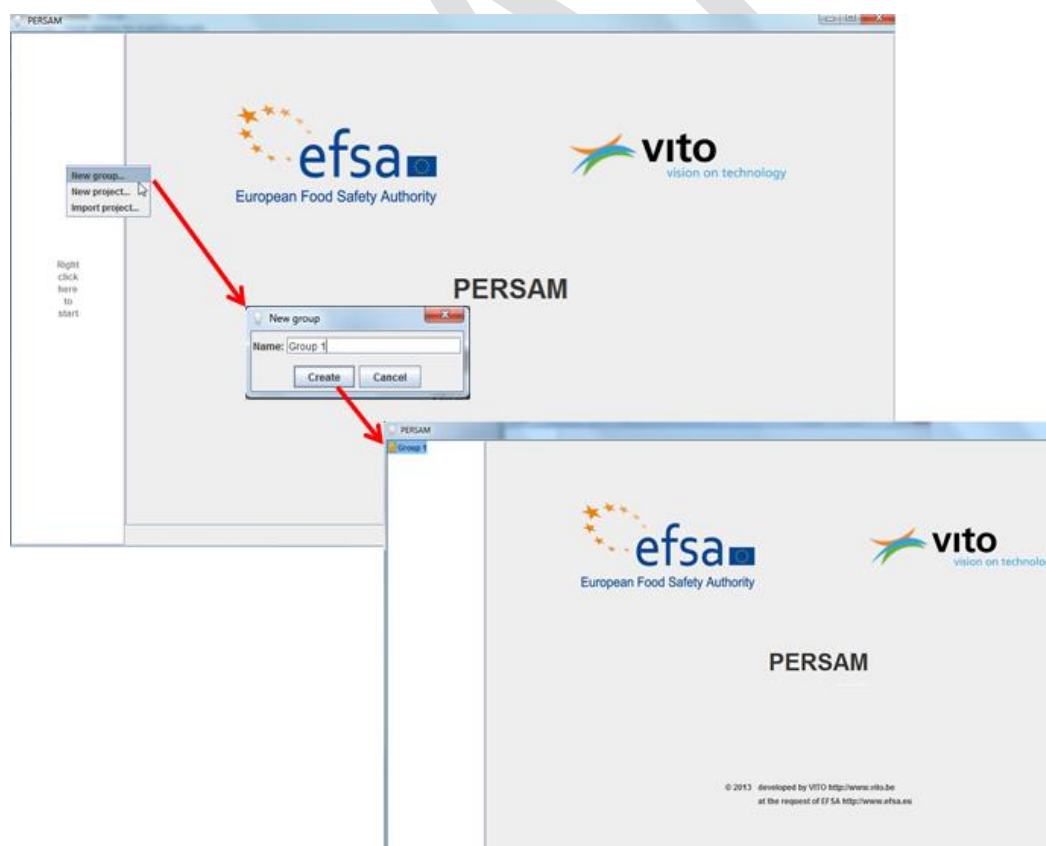 PERSAM
efsa
European Food Safety Authority
vito
vision on technology
New group...
New project...
Import project...
Right
click
here
to
start
PERSAM
New group
Name: Group 1
Create Cancel
PERSAM
Group 1
efsa
European Food Safety Authority
vito
vision on technolo
PERSAM
© 2013 developed by VITO http://www.vito.be
at the request of EFSA http://www.efsa.eu